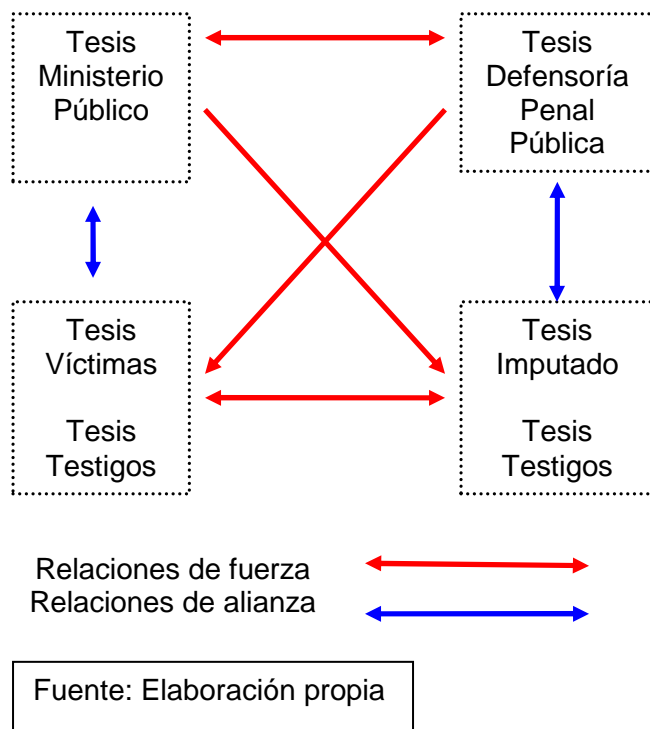 Tesis
Ministerio
Público
Tesis
Defensoría
Penal
Pública
Tesis
Víctimas
Tesis
Testigos
Tesis
Imputado
Tesis
Testigos
Relaciones de fuerza
Relaciones de alianza
Fuente: Elaboración propia